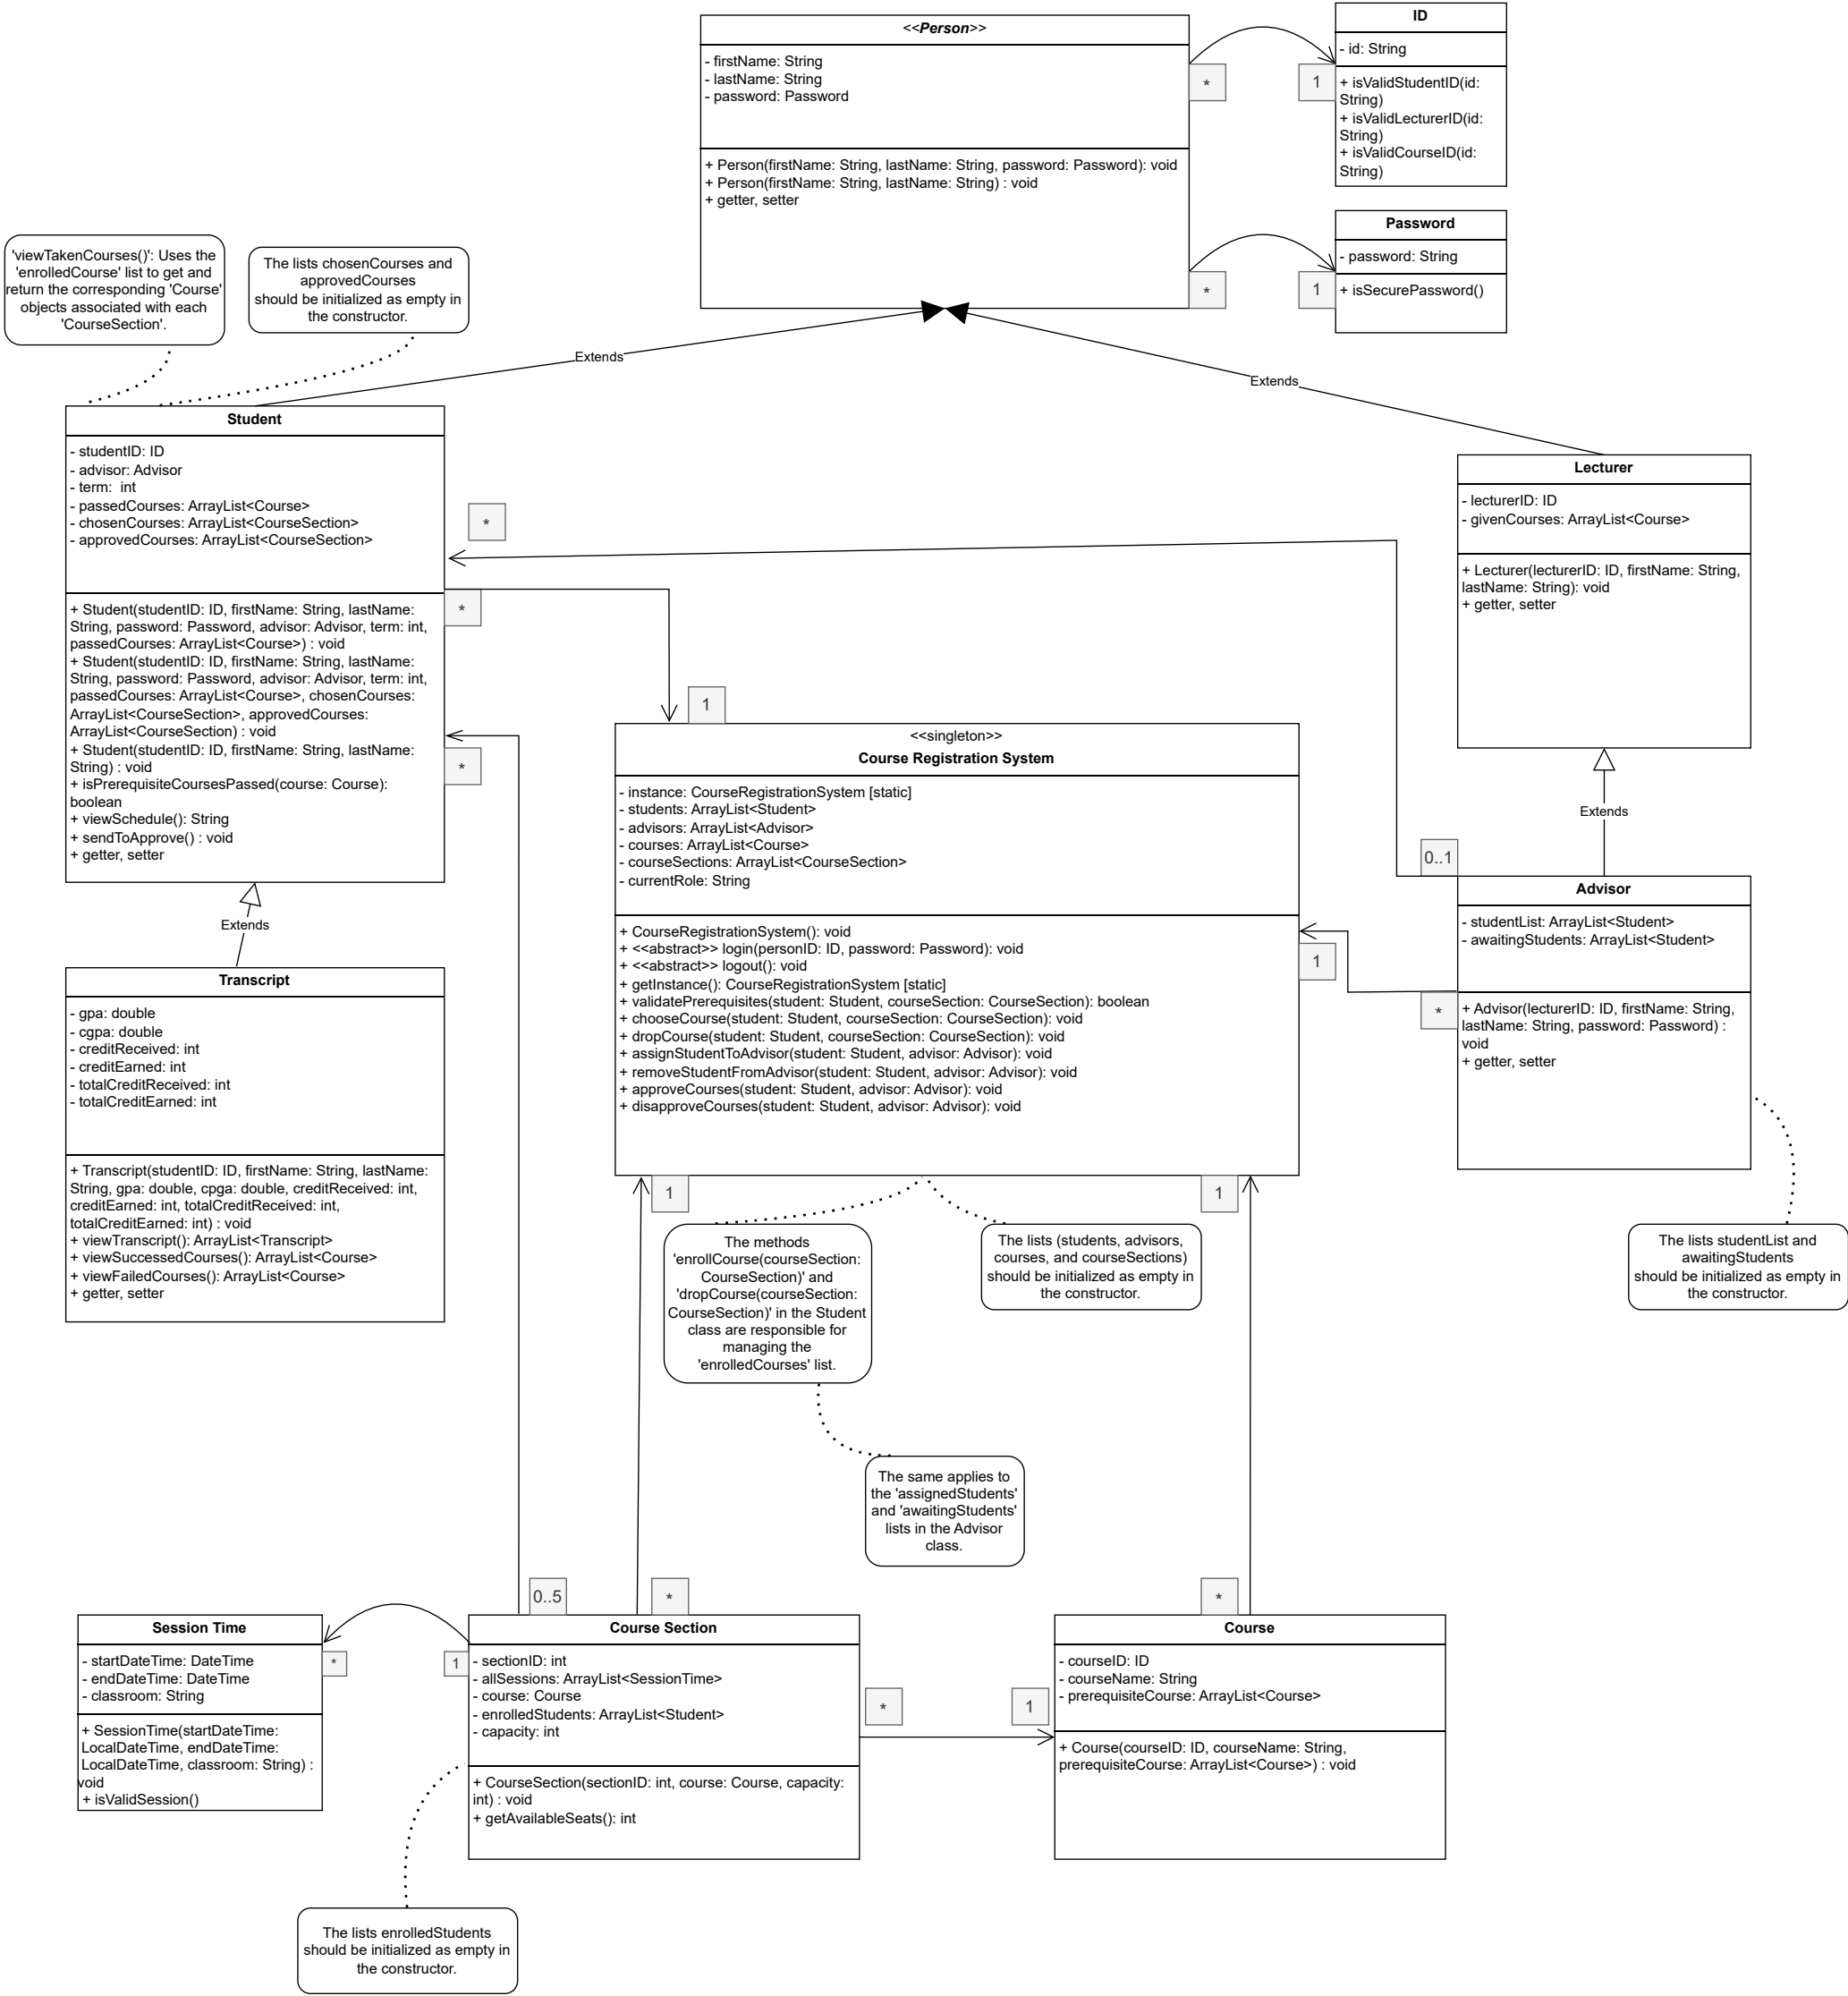 <<Person>>
- firstName: String
- lastName: String
- password: Password
+ Person(firstName: String, lastName: String, password: Password): void
+ Person(firstName: String, lastName: String) : void
+ getter, setter
*
1
ID
- id: String
+ isValidStudentID(id:
String)
+ isValidLecturerID(id:
String)
+ isValidCourseID(id:
String)
*
1
Password
- password: String
+ isSecurePassword()
'viewTakenCourses()': Uses the
'enrolledCourse' list to get and
return the corresponding 'Course'
objects associated with each
'CourseSection'.
The lists chosenCourses and
approvedCourses
should be initialized as empty in
the constructor.
Extends
Extends
Student
- studentID: ID
- advisor: Advisor
- term:  int
- passedCourses: ArrayList<Course>
- chosenCourses: ArrayList<CourseSection>
- approvedCourses: ArrayList<CourseSection>
+ Student(studentID: ID, firstName: String, lastName:
String, password: Password, advisor: Advisor, term: int,
passedCourses: ArrayList<Course>) : void
+ Student(studentID: ID, firstName: String, lastName:
String, password: Password, advisor: Advisor, term: int,
passedCourses: ArrayList<Course>, chosenCourses:
ArrayList<CourseSection>, approvedCourses:
ArrayList<CourseSection) : void
+ Student(studentID: ID, firstName: String, lastName:
String) : void
+ isPrerequisiteCoursesPassed(course: Course):
boolean
+ viewSchedule(): String
+ sendToApprove() : void
+ getter, setter
*
*
*
Lecturer
- lecturerID: ID
- givenCourses: ArrayList<Course>
+ Lecturer(lecturerID: ID, firstName: String,
lastName: String): void
+ getter, setter
1
<<singleton>>
Course Registration System
- instance: CourseRegistrationSystem [static]
- students: ArrayList<Student>
- advisors: ArrayList<Advisor>
- courses: ArrayList<Course>
- courseSections: ArrayList<CourseSection>
- currentRole: String
+ CourseRegistrationSystem(): void
+ <<abstract>> login(personID: ID, password: Password): void
+ <<abstract>> logout(): void
+ getInstance(): CourseRegistrationSystem [static]
+ validatePrerequisites(student: Student, courseSection: CourseSection): boolean
+ chooseCourse(student: Student, courseSection: CourseSection): void
+ dropCourse(student: Student, courseSection: CourseSection): void
+ assignStudentToAdvisor(student: Student, advisor: Advisor): void
+ removeStudentFromAdvisor(student: Student, advisor: Advisor): void
+ approveCourses(student: Student, advisor: Advisor): void
+ disapproveCourses(student: Student, advisor: Advisor): void
1
1
1
Extends
0..1
*
Advisor
- studentList: ArrayList<Student>
- awaitingStudents: ArrayList<Student>
+ Advisor(lecturerID: ID, firstName: String,
lastName: String, password: Password) :
void
+ getter, setter
Extends
Transcript
- gpa: double
- cgpa: double
- creditReceived: int
- creditEarned: int
- totalCreditReceived: int
- totalCreditEarned: int
+ Transcript(studentID: ID, firstName: String, lastName:
String, gpa: double, cpga: double, creditReceived: int,
creditEarned: int, totalCreditReceived: int,
totalCreditEarned: int) : void
+ viewTranscript(): ArrayList<Transcript>
+ viewSuccessedCourses(): ArrayList<Course>
+ viewFailedCourses(): ArrayList<Course>
+ getter, setter
The methods
'enrollCourse(courseSection:
CourseSection)' and
'dropCourse(courseSection:
CourseSection)' in the Student
class are responsible for
managing the
'enrolledCourses' list.
The lists (students, advisors,
courses, and courseSections)
should be initialized as empty in
the constructor.
The lists studentList and
awaitingStudents
should be initialized as empty in
the constructor.
The same applies to
the 'assignedStudents'
and 'awaitingStudents'
lists in the Advisor
class.
Session Time
- startDateTime: DateTime
- endDateTime: DateTime
- classroom: String
+ SessionTime(startDateTime:
LocalDateTime, endDateTime:
LocalDateTime, classroom: String) :
void
+ isValidSession()
*
1
0..5
*
Course Section
- sectionID: int
- allSessions: ArrayList<SessionTime>
- course: Course
- enrolledStudents: ArrayList<Student>
- capacity: int
+ CourseSection(sectionID: int, course: Course, capacity:
int) : void
+ getAvailableSeats(): int
*
1
*
Course
- courseID: ID
- courseName: String
- prerequisiteCourse: ArrayList<Course>
+ Course(courseID: ID, courseName: String,
prerequisiteCourse: ArrayList<Course>) : void
The lists enrolledStudents
should be initialized as empty in
the constructor.